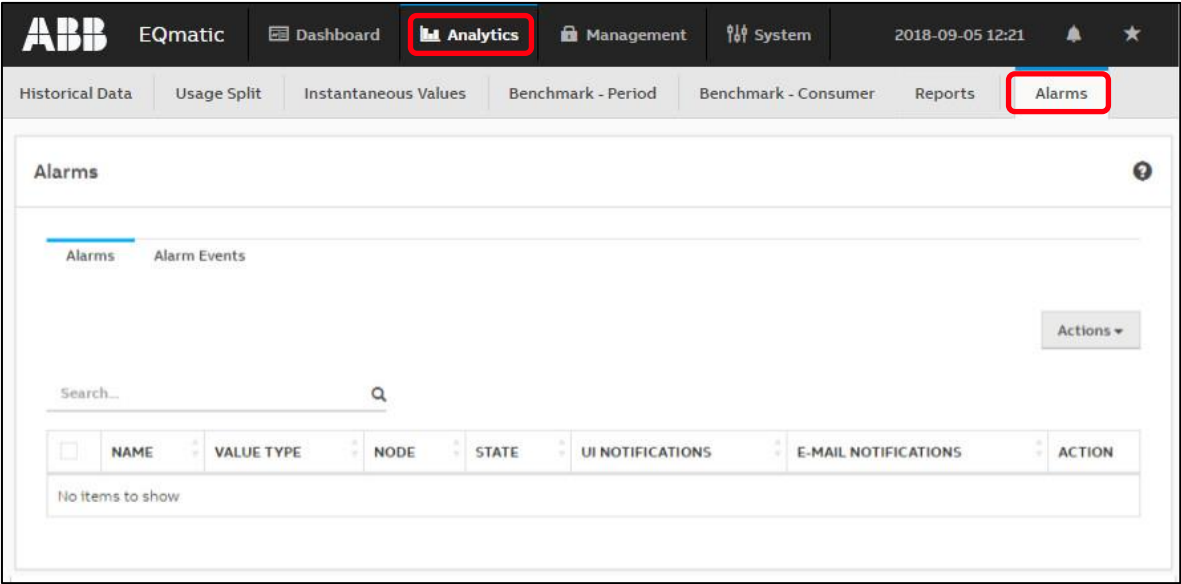 ABB EQmatic Dashboard Analytics Management System 2018-09-05 12:21
Historical Data Usage Split Instantaneous Values Benchmark - Period Benchmark - Consumer Reports Alarms
Alarms
Alarms Alarm Events
Actions
Search...
NAME VALUE TYPE NODE STATE UI NOTIFICATIONS E-MAIL NOTIFICATIONS ACTION
No items to show